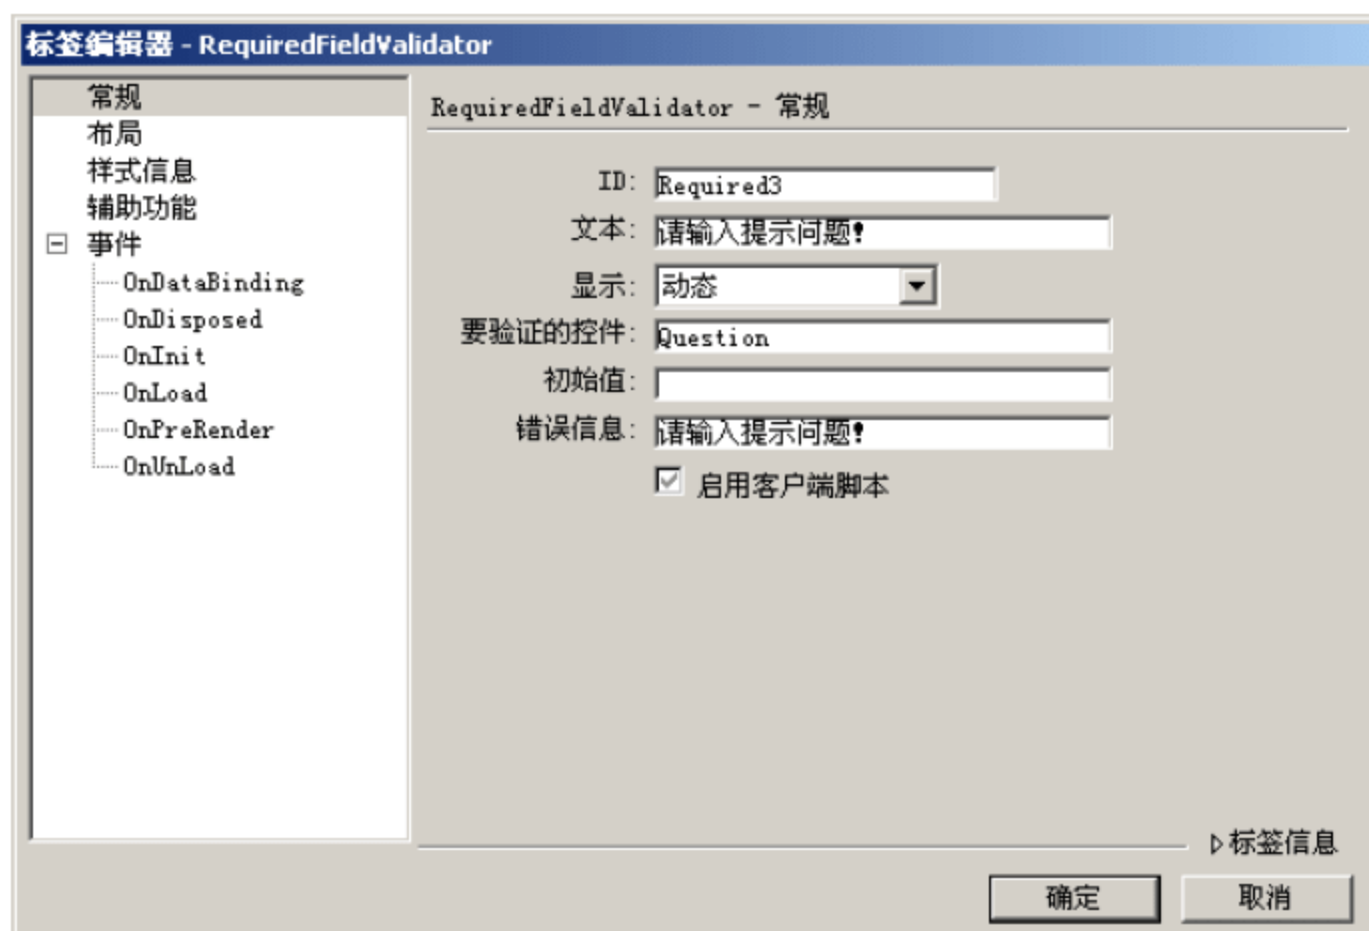 标签编辑器 - RequiredFieldValidator
常规
布局
样式信息
辅助功能
事件
OnDataBinding
OnDisposed
OnInit
OnLoad
OnPreRender
OnUnLoad
RequiredFieldValidator - 常规
ID: Required3
文本: 请输入提示问题!
显示: 动态
要验证的控件: Question
初始值:
错误信息: 请输入提示问题!
启用客户端脚本
标签信息
确定 取消